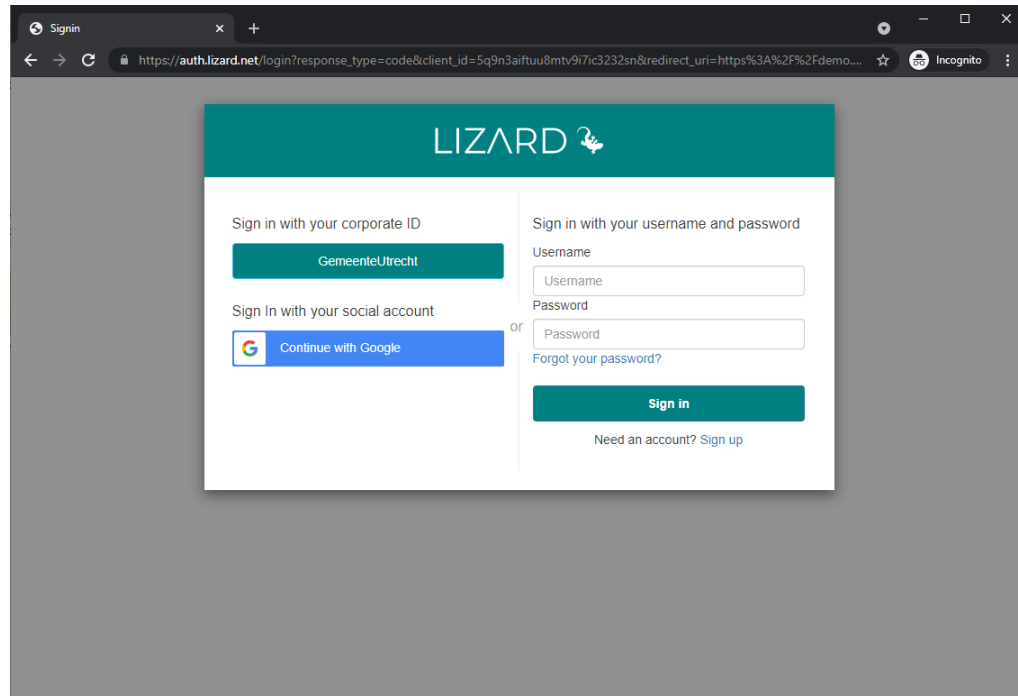 Signin
https://auth.lizard.net/login?response_type=code&client_id=5q9n3aiftuu8mtv9i7ic3232sn&redirect_uri=https%3A%2F%2Fdemo....
Incognito
LIZARD
Sign in with your corporate ID
GemeenteUtrecht
Sign In with your social account
Continue with Google
or
Sign in with your username and password
Username
Username
Password
Password
Forgot your password?
Sign in
Need an account? Sign up